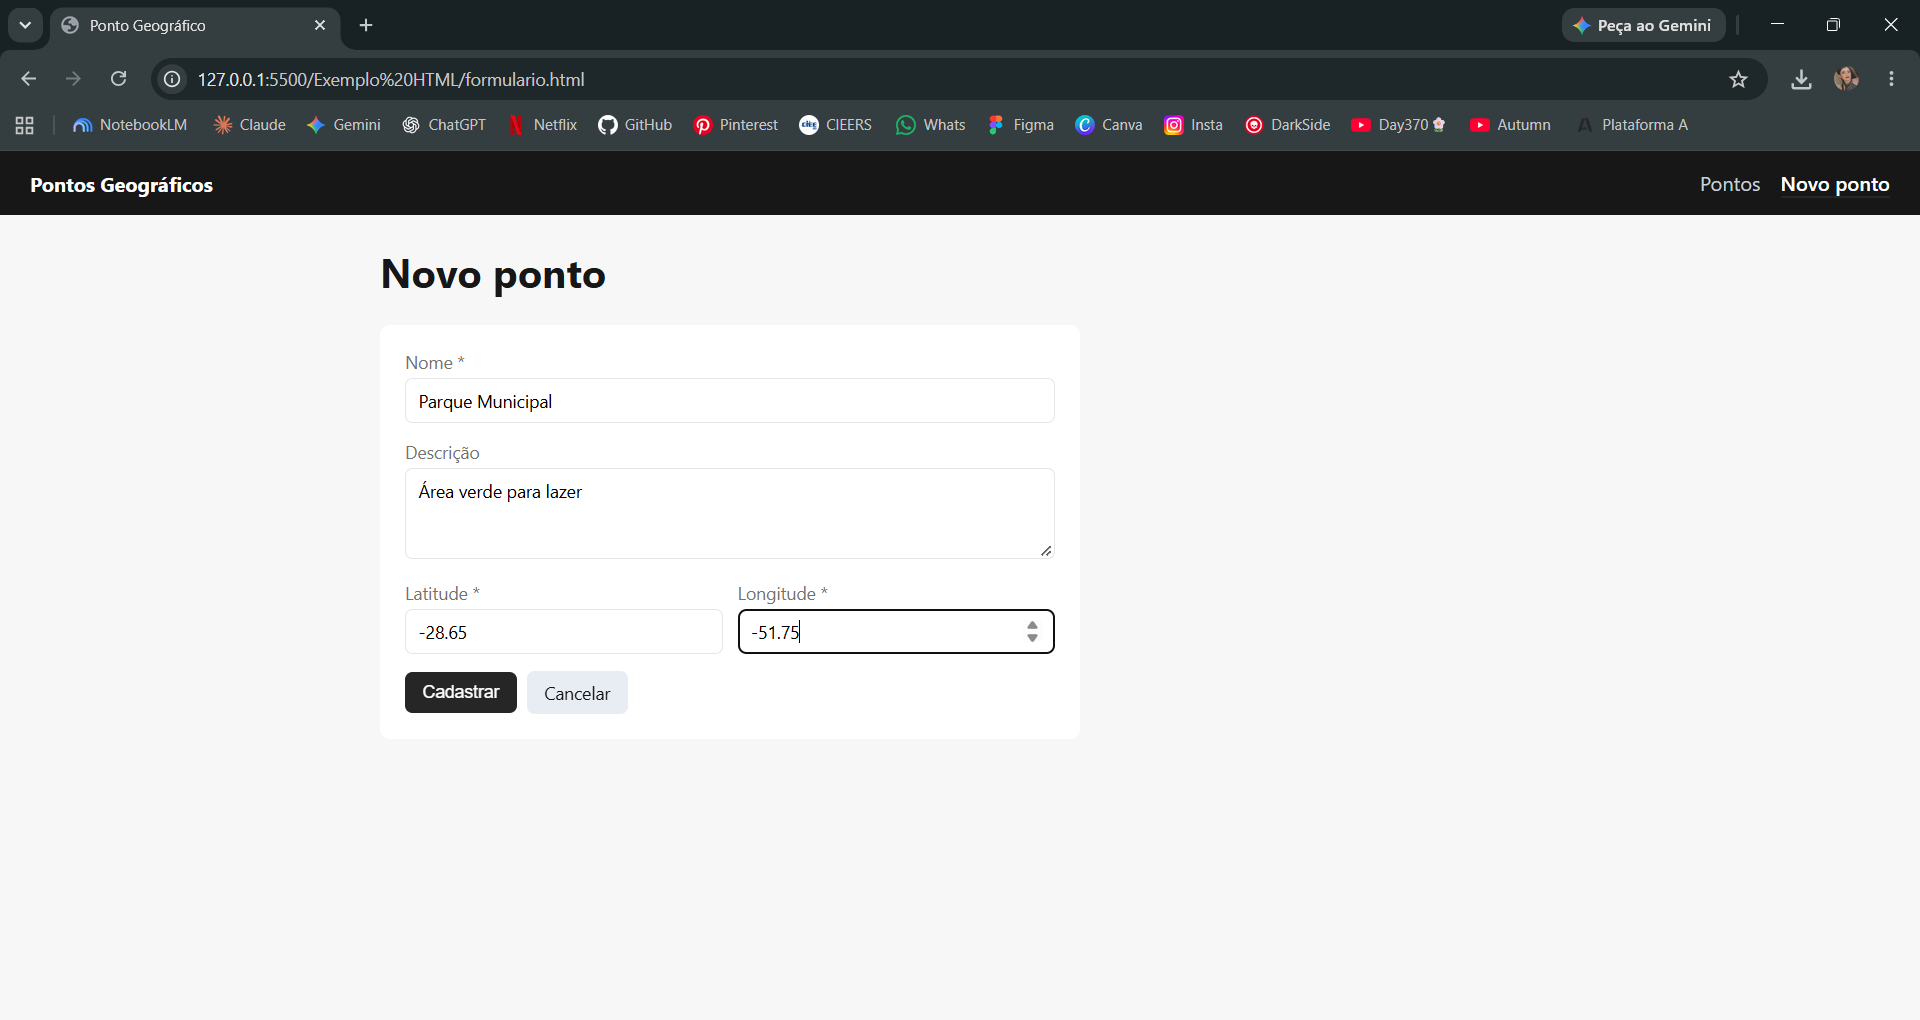 Ponto Geográfico
Peça ao Gemini
127.0.0.1:5500/Exemplo%20HTML/formulario.html
NotebookLM Claude Gemini ChatGPT Netflix GitHub Pinterest CIEERS Whats Figma Canva Insta DarkSide Day370🌸 Autumn Plataforma A
Pontos Geográficos Pontos Novo ponto
Novo ponto
Nome *
Parque Municipal
Descrição
Área verde para lazer
Latitude * Longitude *
-28.65 -51.75
Cadastrar Cancelar